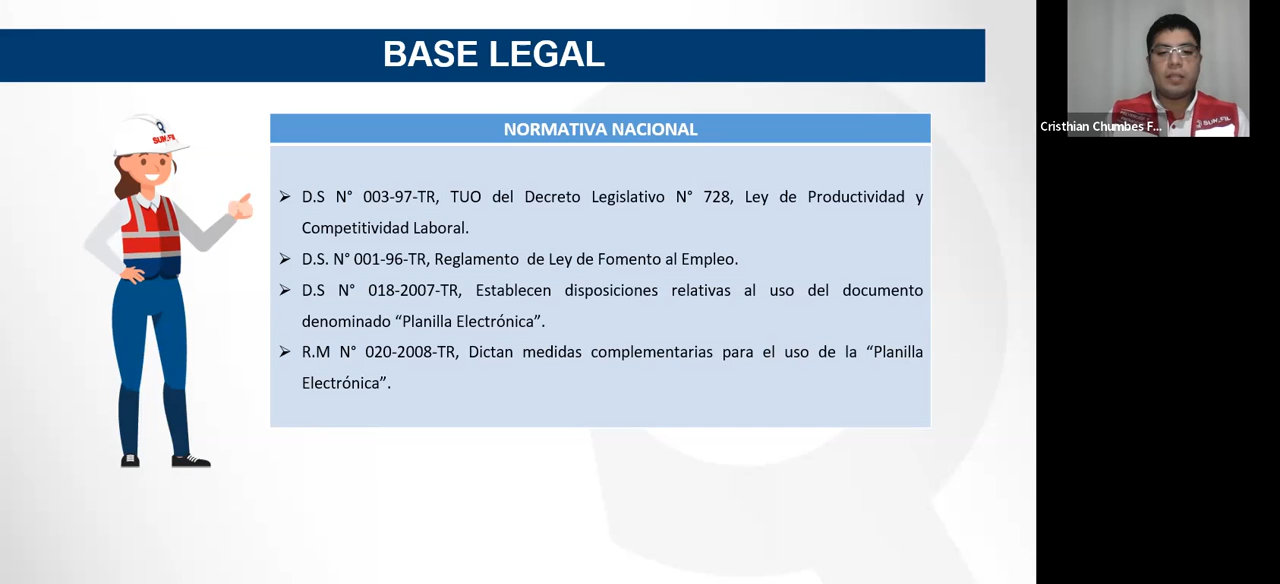 BASE LEGAL
NORMATIVA NACIONAL
➢ D.S N° 003-97-TR, TUO del Decreto Legislativo N° 728, Ley de Productividad y
Competitividad Laboral.
➢ D.S. N° 001-96-TR, Reglamento de Ley de Fomento al Empleo.
➢ D.S N° 018-2007-TR, Establecen disposiciones relativas al uso del documento
denominado “Planilla Electrónica”.
➢ R.M N° 020-2008-TR, Dictan medidas complementarias para el uso de la “Planilla
Electrónica”.
Cristhian Chumbes F...
SUNAFIL